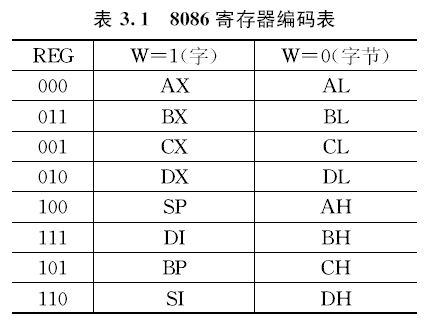 表 3.1 8086 寄存器编码表
REG W=1(字) W=0(字节)
000 AX AL
011 BX BL
001 CX CL
010 DX DL
100 SP AH
111 DI BH
101 BP CH
110 SI DH